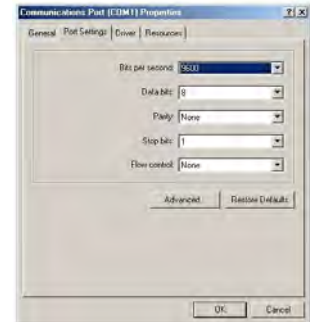 Communications Port (COM1) Properties ? X
General Port Settings Driver Resources
Bits per second: 9600
Data bits: 8
Parity: None
Stop bits: 1
Flow control: None
Advanced... Restore Defaults
OK Cancel